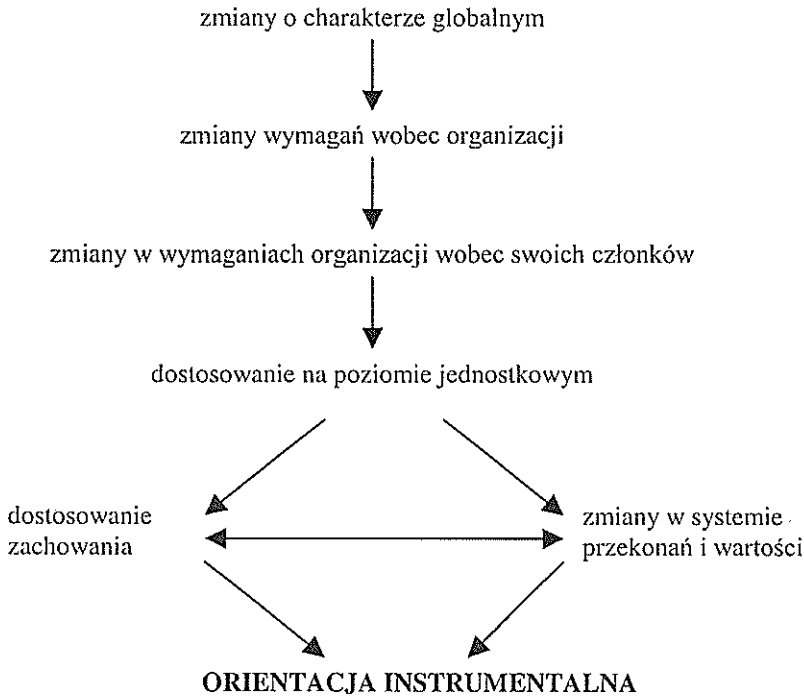 zmiany o charakterze globalnym
zmiany wymagań wobec organizacji
zmiany w wymaganiach organizacji wobec swoich członków
dostosowanie na poziomie jednostkowym
dostosowanie
zachowania
zmiany w systemie
przekonań i wartości
ORIENTACJA INSTRUMENTALNA